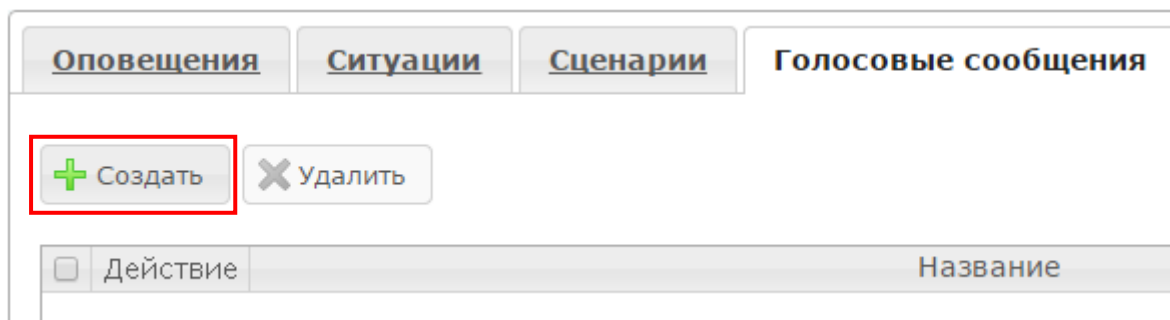 Оповещения Ситуации Сценарии Голосовые сообщения
Создать Удалить
Действие Название